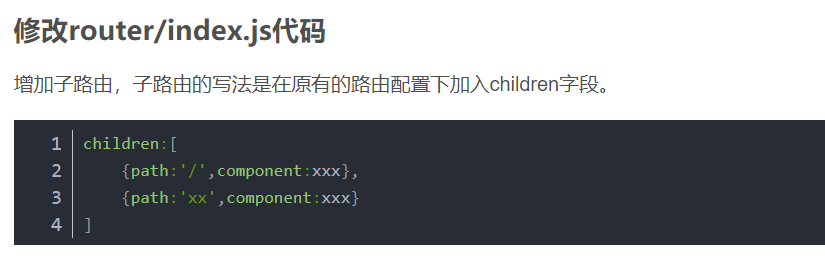 修改router/index.js代码
增加子路由，子路由的写法是在原有的路由配置下加入children字段。
1 children:[
2     {path:'/',component:xxx},
3     {path:'xx',component:xxx}
4 ]